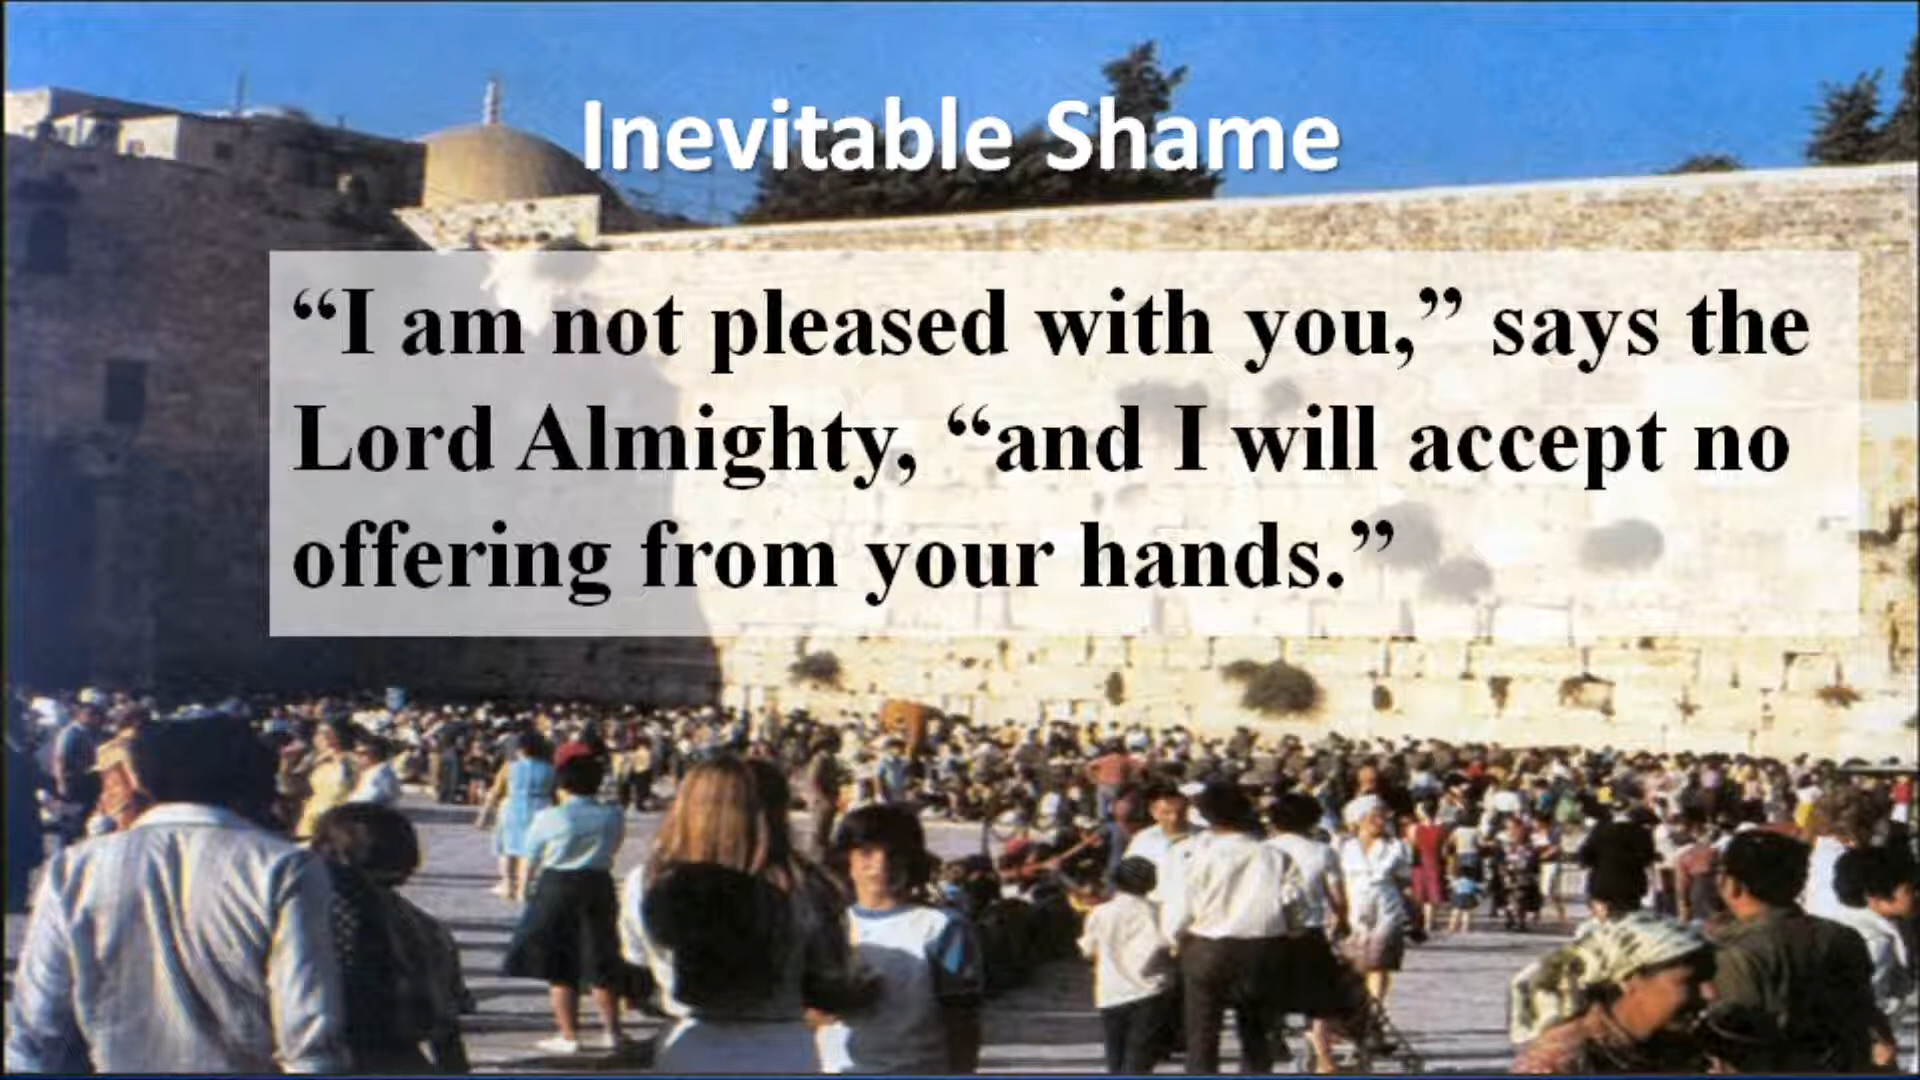 Inevitable Shame
“I am not pleased with you,” says the
Lord Almighty, “and I will accept no
offering from your hands.”